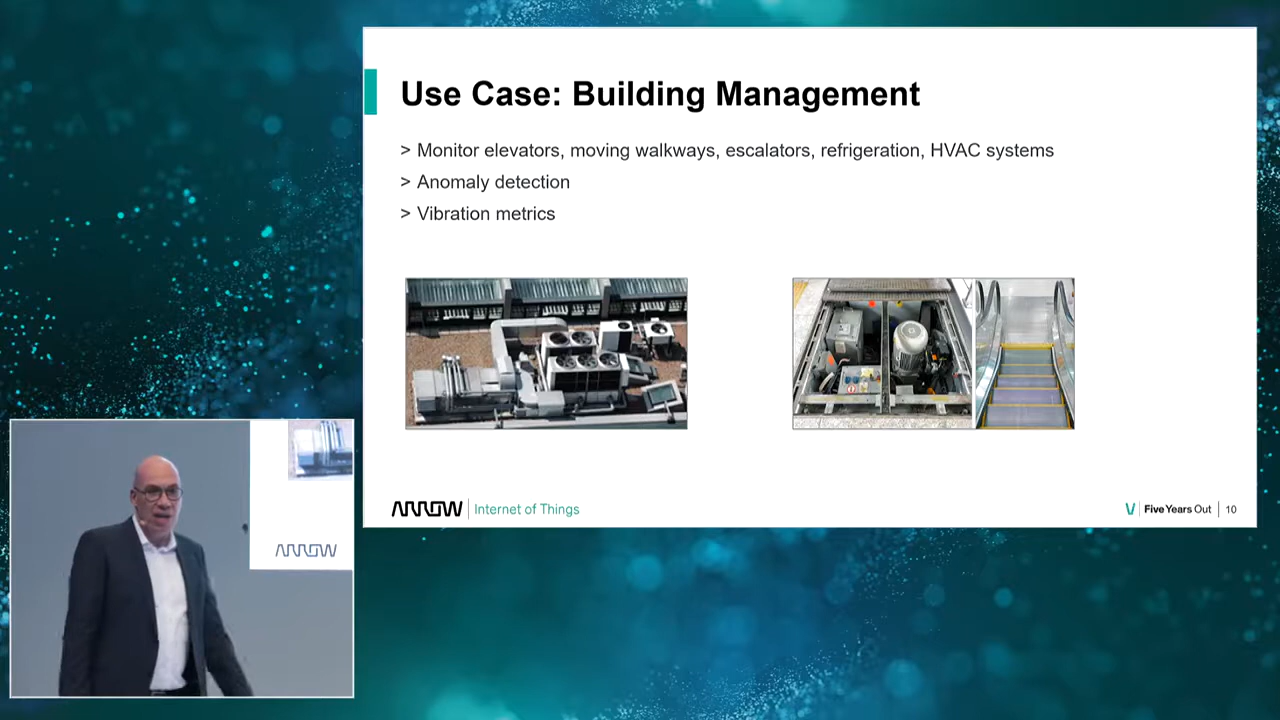 Use Case: Building Management
> Monitor elevators, moving walkways, escalators, refrigeration, HVAC systems
> Anomaly detection
> Vibration metrics
ARROW | Internet of Things
Five Years Out | 10
ARROW